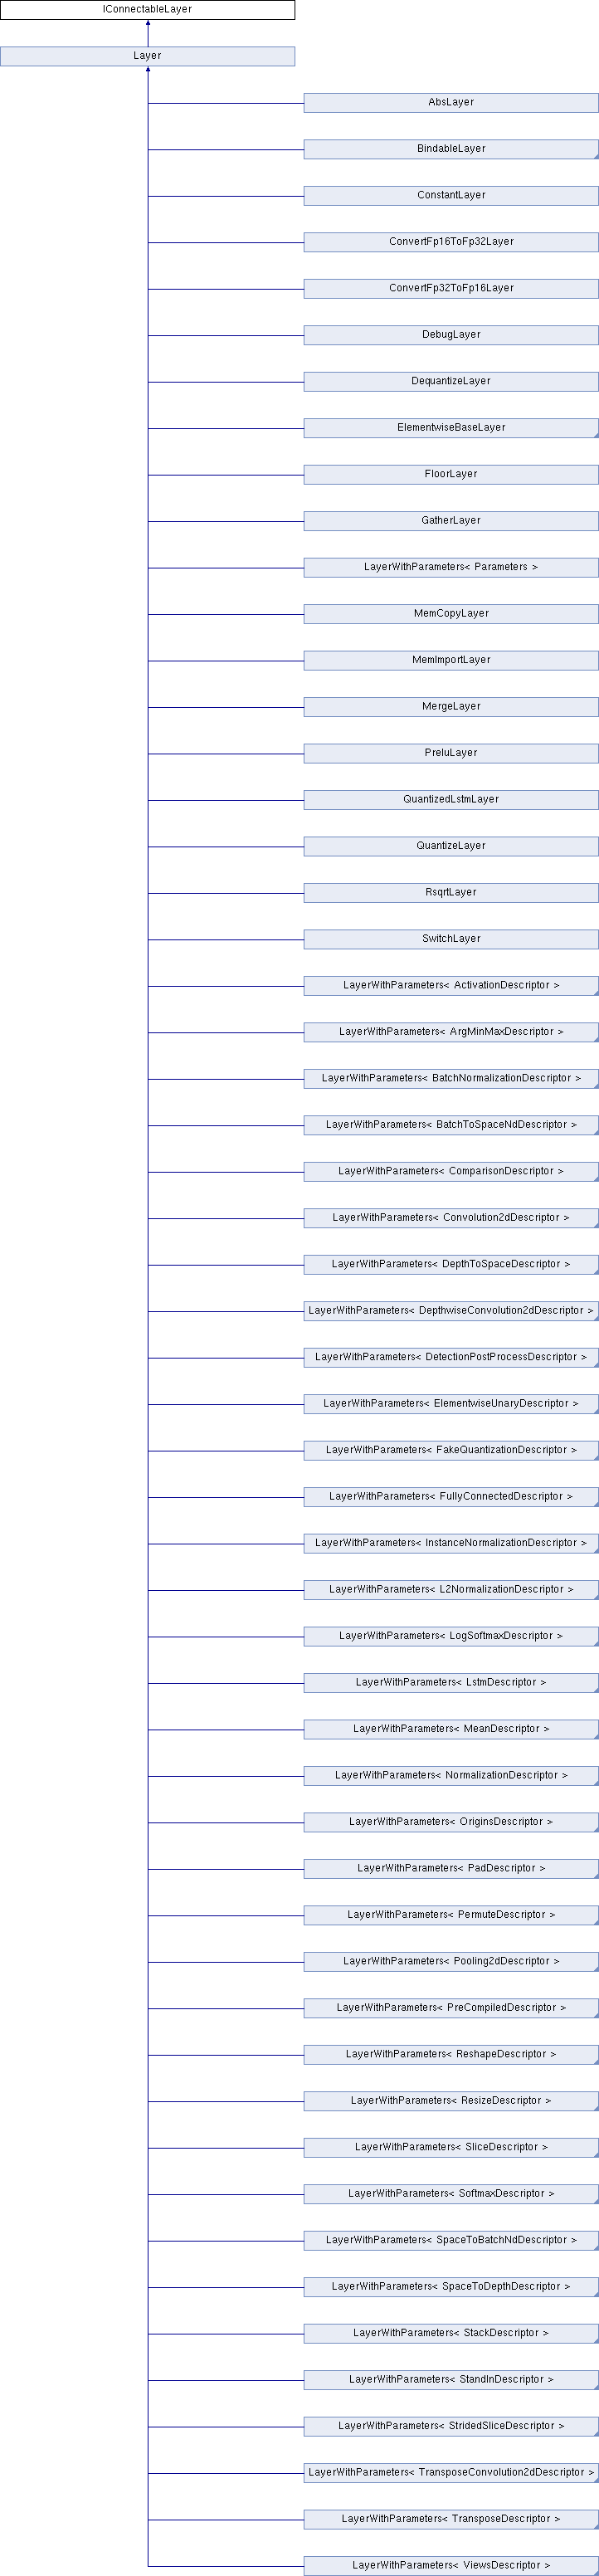 IConnectableLayer
Layer
AbsLayer
BindableLayer
ConstantLayer
ConvertFp16ToFp32Layer
ConvertFp32ToFp16Layer
DebugLayer
DequantizeLayer
ElementwiseBaseLayer
FloorLayer
GatherLayer
LayerWithParameters< Parameters >
MemCopyLayer
MemImportLayer
MergeLayer
PreluLayer
QuantizedLstmLayer
QuantizeLayer
RsqrtLayer
SwitchLayer
LayerWithParameters< ActivationDescriptor >
LayerWithParameters< ArgMinMaxDescriptor >
LayerWithParameters< BatchNormalizationDescriptor >
LayerWithParameters< BatchToSpaceNdDescriptor >
LayerWithParameters< ComparisonDescriptor >
LayerWithParameters< Convolution2dDescriptor >
LayerWithParameters< DepthToSpaceDescriptor >
LayerWithParameters< DepthwiseConvolution2dDescriptor >
LayerWithParameters< DetectionPostProcessDescriptor >
LayerWithParameters< ElementwiseUnaryDescriptor >
LayerWithParameters< FakeQuantizationDescriptor >
LayerWithParameters< FullyConnectedDescriptor >
LayerWithParameters< InstanceNormalizationDescriptor >
LayerWithParameters< L2NormalizationDescriptor >
LayerWithParameters< LogSoftmaxDescriptor >
LayerWithParameters< LstmDescriptor >
LayerWithParameters< MeanDescriptor >
LayerWithParameters< NormalizationDescriptor >
LayerWithParameters< OriginsDescriptor >
LayerWithParameters< PadDescriptor >
LayerWithParameters< PermuteDescriptor >
LayerWithParameters< Pooling2dDescriptor >
LayerWithParameters< PreCompiledDescriptor >
LayerWithParameters< ReshapeDescriptor >
LayerWithParameters< ResizeDescriptor >
LayerWithParameters< SliceDescriptor >
LayerWithParameters< SoftmaxDescriptor >
LayerWithParameters< SpaceToBatchNdDescriptor >
LayerWithParameters< SpaceToDepthDescriptor >
LayerWithParameters< StackDescriptor >
LayerWithParameters< StandInDescriptor >
LayerWithParameters< StridedSliceDescriptor >
LayerWithParameters< TransposeConvolution2dDescriptor >
LayerWithParameters< TransposeDescriptor >
LayerWithParameters< ViewsDescriptor >